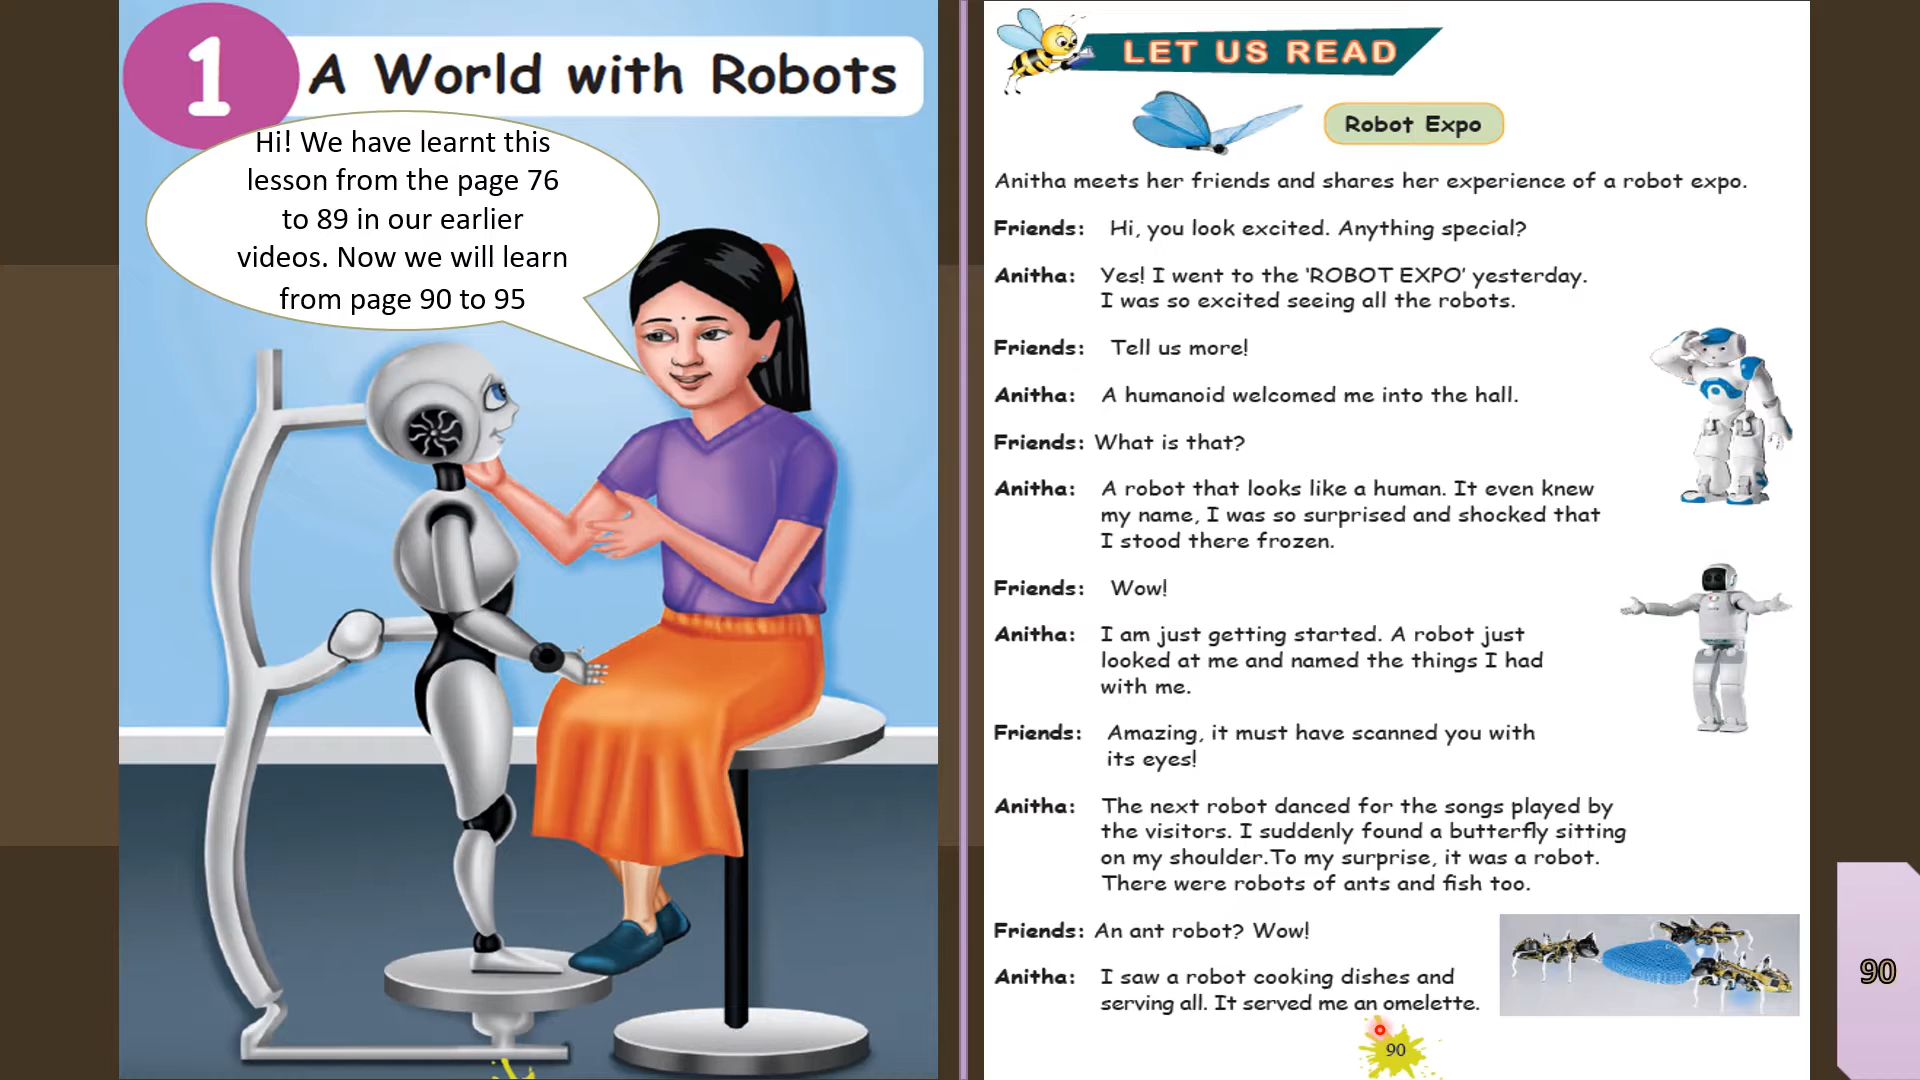 1
A World with Robots
Hi! We have learnt this
lesson from the page 76
to 89 in our earlier
videos. Now we will learn
from page 90 to 95
LET US READ
Robot Expo
Anitha meets her friends and shares her experience of a robot expo.
Friends: Hi, you look excited. Anything special?
Anitha: Yes! I went to the ‘ROBOT EXPO’ yesterday.
I was so excited seeing all the robots.
Friends: Tell us more!
Anitha: A humanoid welcomed me into the hall.
Friends: What is that?
Anitha: A robot that looks like a human. It even knew
my name, I was so surprised and shocked that
I stood there frozen.
Friends: Wow!
Anitha: I am just getting started. A robot just
looked at me and named the things I had
with me.
Friends: Amazing, it must have scanned you with
its eyes!
Anitha: The next robot danced for the songs played by
the visitors. I suddenly found a butterfly sitting
on my shoulder.To my surprise, it was a robot.
There were robots of ants and fish too.
Friends: An ant robot? Wow!
Anitha: I saw a robot cooking dishes and
serving all. It served me an omelette.
90
90